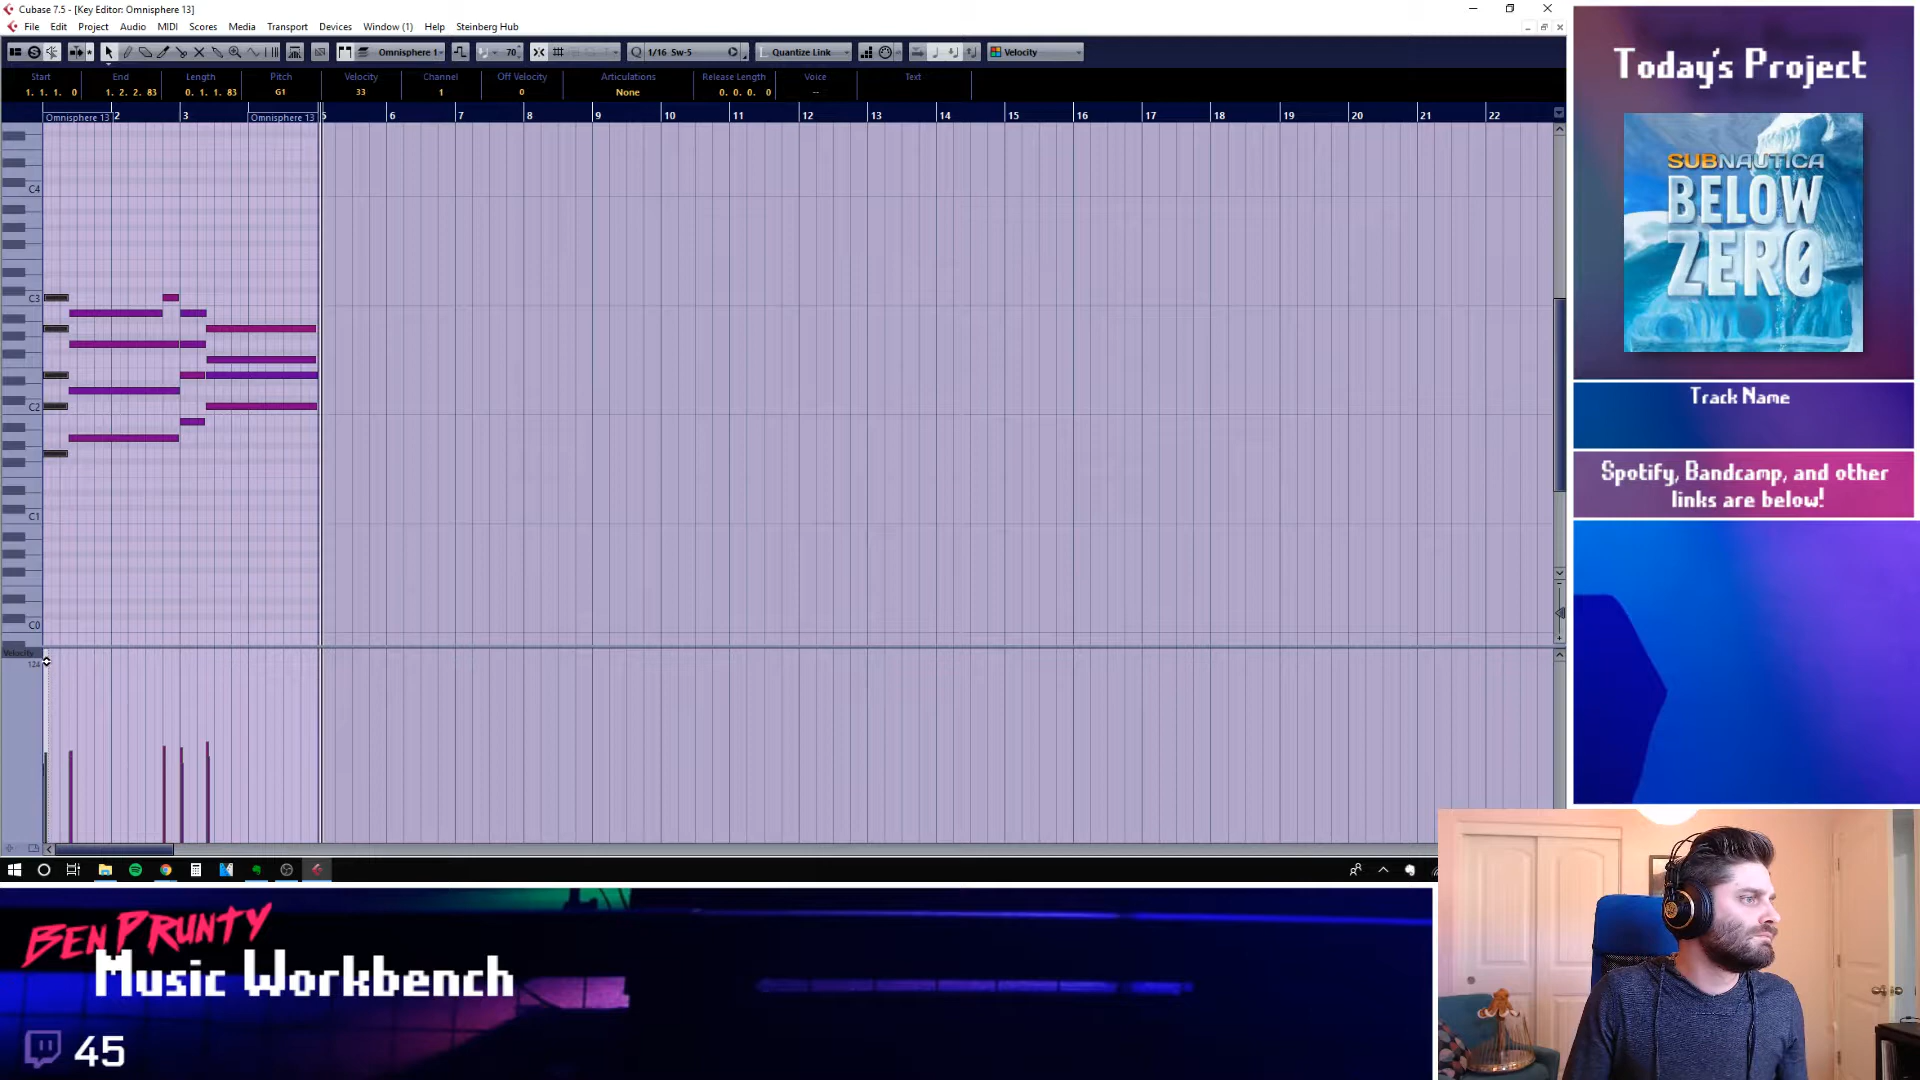 Cubase 7.5 - [Key Editor: Omnisphere 13]
File Edit Project Audio MIDI Scores Media Transport Devices Window (1) Help Steinberg Hub
Omnisphere 1 70 1/16 Sw-5 Quantize Link Velocity
Start End Length Pitch Velocity Channel Off Velocity Articulations Release Length Voice Text
1. 1. 1. 0 1. 2. 2. 83 0. 1. 1. 83 G1 33 1 0 None 0. 0. 0. 0 --
Omnisphere 13 2 3 Omnisphere 13 5 6 7 8 9 10 11 12 13 14 15 16 17 18 19 20 21 22
C4
C3
C2
C1
C0
Velocity
124
Today's Project
SUBNAUTICA
BELOW
ZERO
Track Name
Spotify, Bandcamp, and other
links are below!
BEN PRUNTY
Music Workbench
45